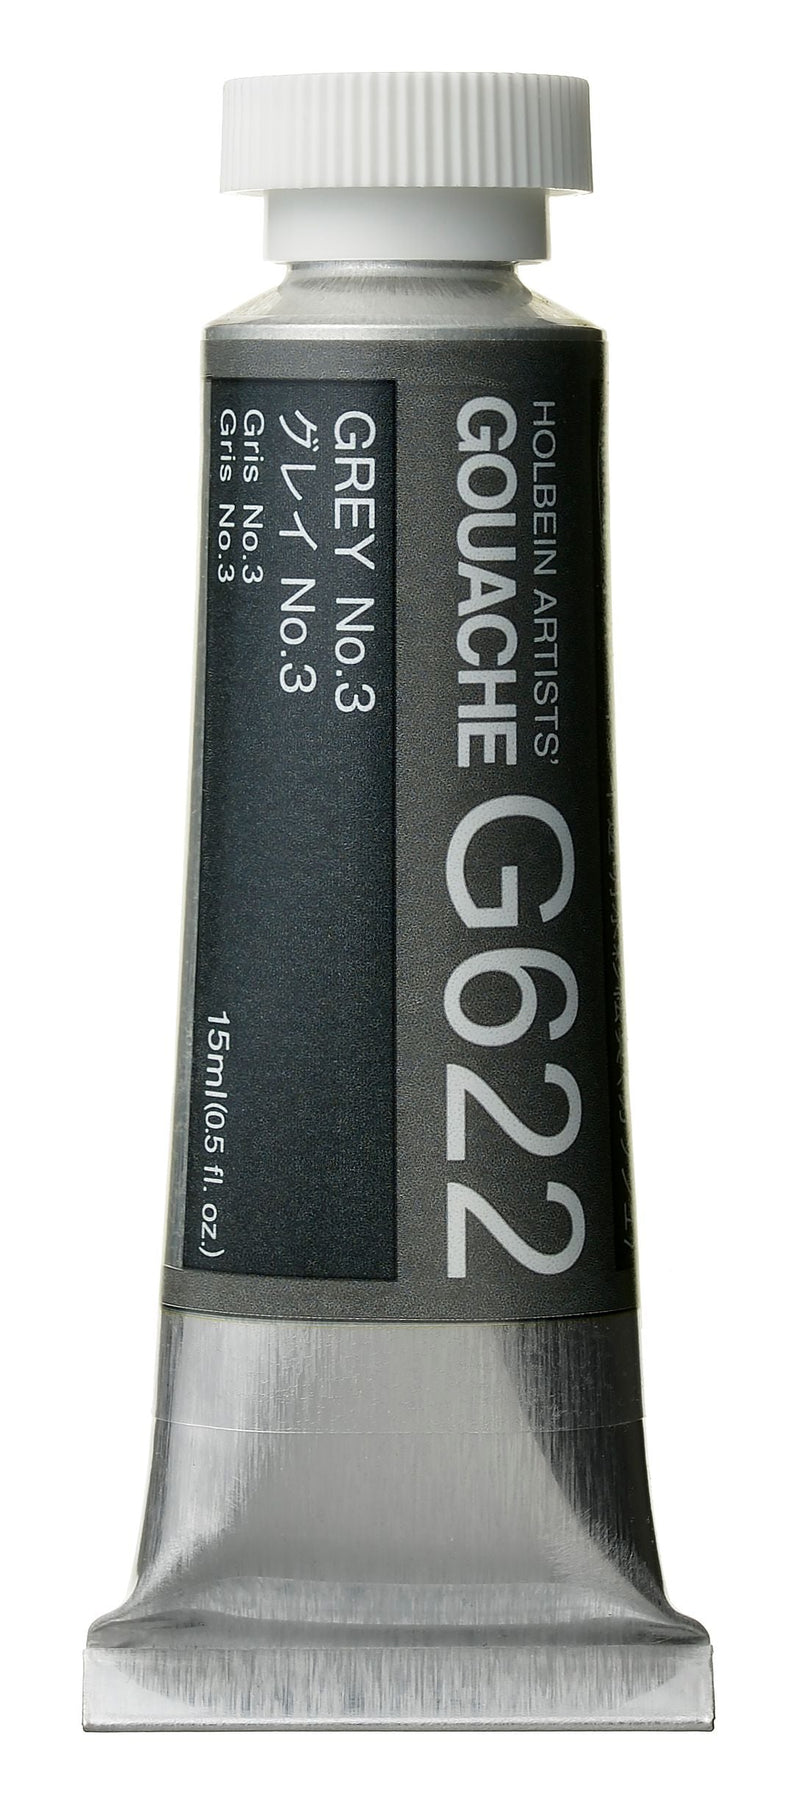 HOLBEIN ARTISTS'
GOUACHE G622
GREY No.3
グレイ No.3
Gris No.3
Gris No.3
15ml(0.5 fl. oz.)